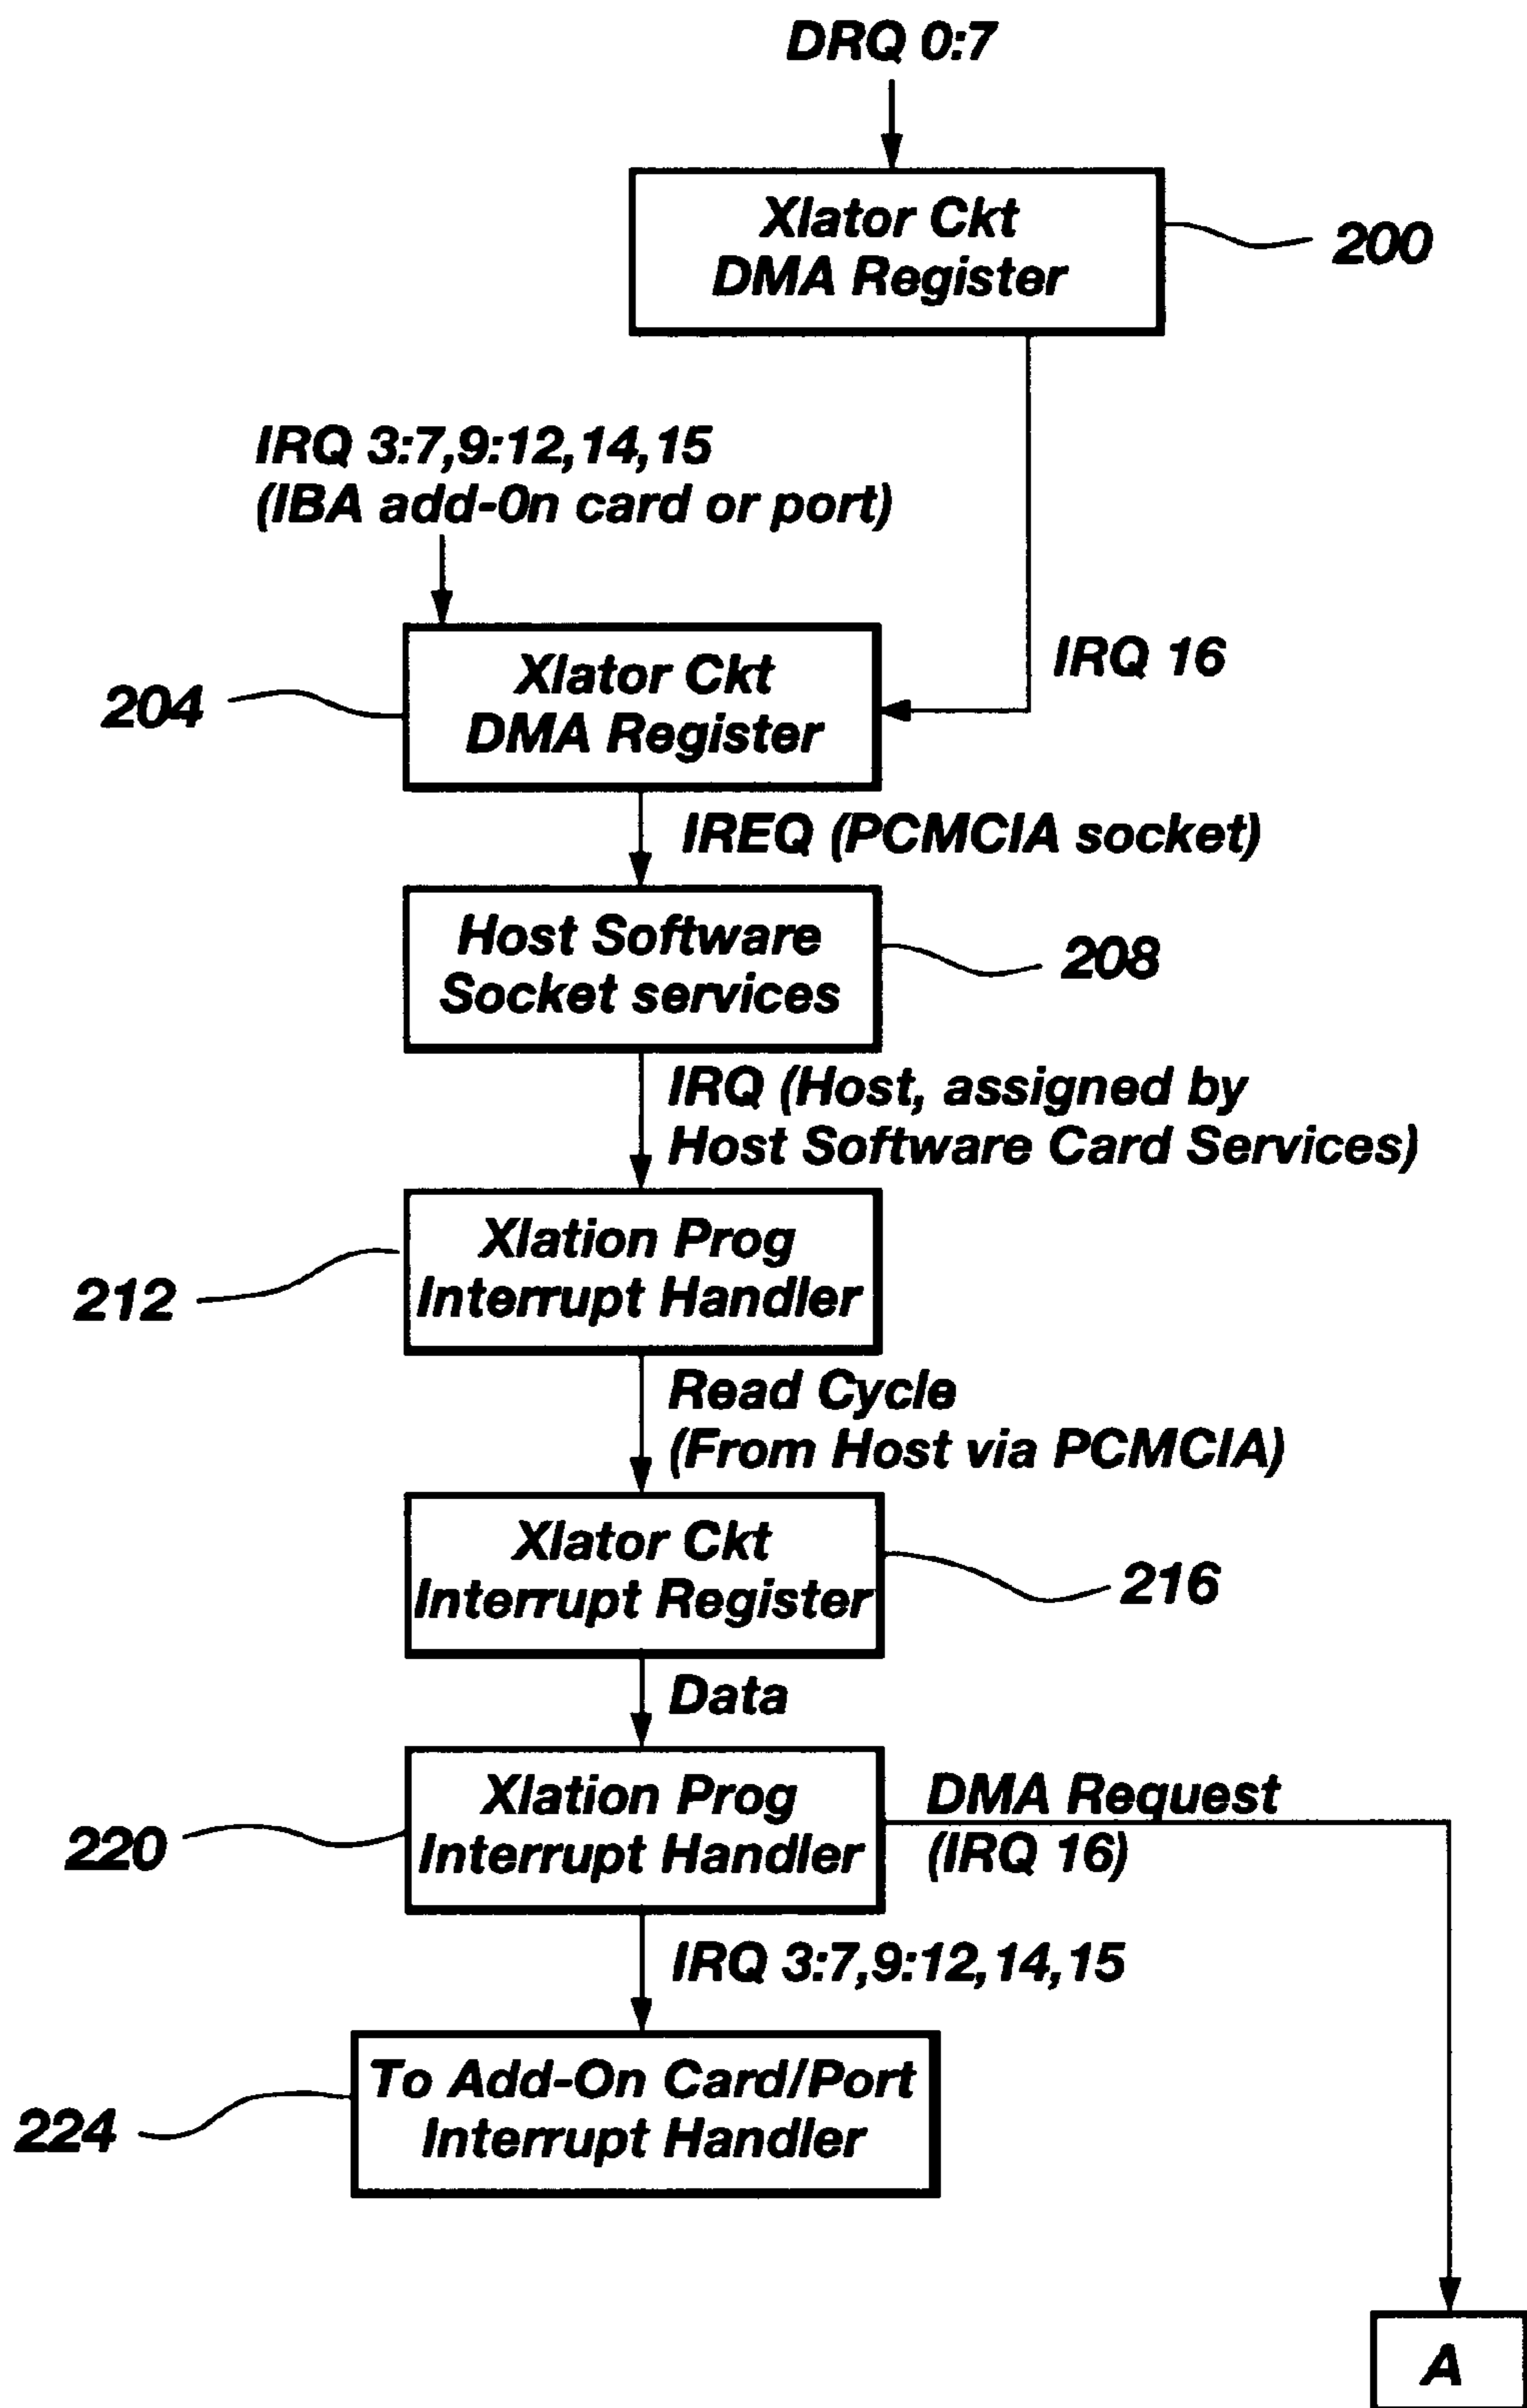 DRQ 0:7
Xlator Ckt
DMA Register
200
IRQ 3:7,9:12,14,15
(IBA add-On card or port)
IRQ 16
Xlator Ckt
DMA Register
204
IREQ (PCMCIA socket)
Host Software
Socket services
208
IRQ (Host, assigned by
Host Software Card Services)
Xlation Prog
Interrupt Handler
212
Read Cycle
(From Host via PCMCIA)
Xlator Ckt
Interrupt Register
216
Data
Xlation Prog
Interrupt Handler
220
DMA Request
(IRQ 16)
IRQ 3:7,9:12,14,15
To Add-On Card/Port
Interrupt Handler
224
A